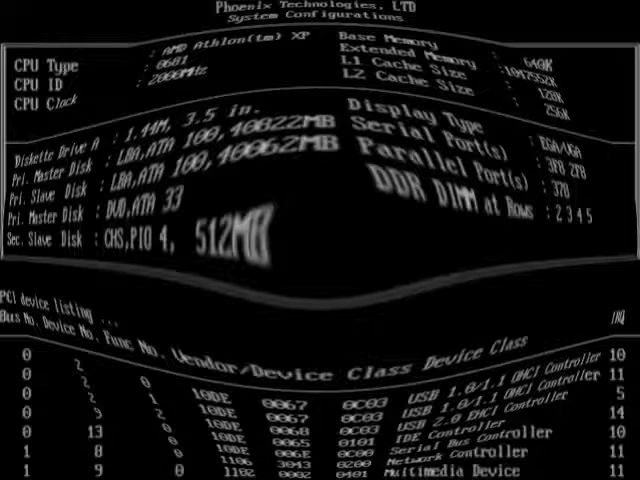 Phoenix Technologies, LTD
System Configurations
CPU Type : AMD Athlon(tm) XP Base Memory : 640K
CPU ID : 0681 Extended Memory : 1047552K
CPU Clock : 2000MHz L1 Cache Size : 128K
L2 Cache Size : 256K
Diskette Drive A : 1.44M, 3.5 in. Display Type : EGA/VGA
Pri. Master Disk : LBA,ATA 100,40822MB Serial Port(s) : 3F8 2F8
Pri. Slave Disk : LBA,ATA 100,40062MB Parallel Port(s) : 378
Pri. Master Disk : DVD,ATA 33 DDR DIMM at Rows : 2 3 4 5
Sec. Slave Disk : CHS,PIO 4, 512MB
PCI device listing ...
Bus No. Device No. Func No. Vendor/Device Class Device Class IRQ
0 2 0 10DE 0067 0C03 USB 1.0/1.1 OHCI Controller 10
0 2 1 10DE 0067 0C03 USB 1.0/1.1 OHCI Controller 11
0 2 2 10DE 0068 0C03 USB 2.0 EHCI Controller 5
0 9 0 10DE 0065 0101 IDE Controller 14
0 13 0 10DE 006E 0C00 Serial Bus Controller 10
1 8 0 1106 3043 0200 Network Controller 11
1 9 0 1102 0002 0401 Multimedia Device 11